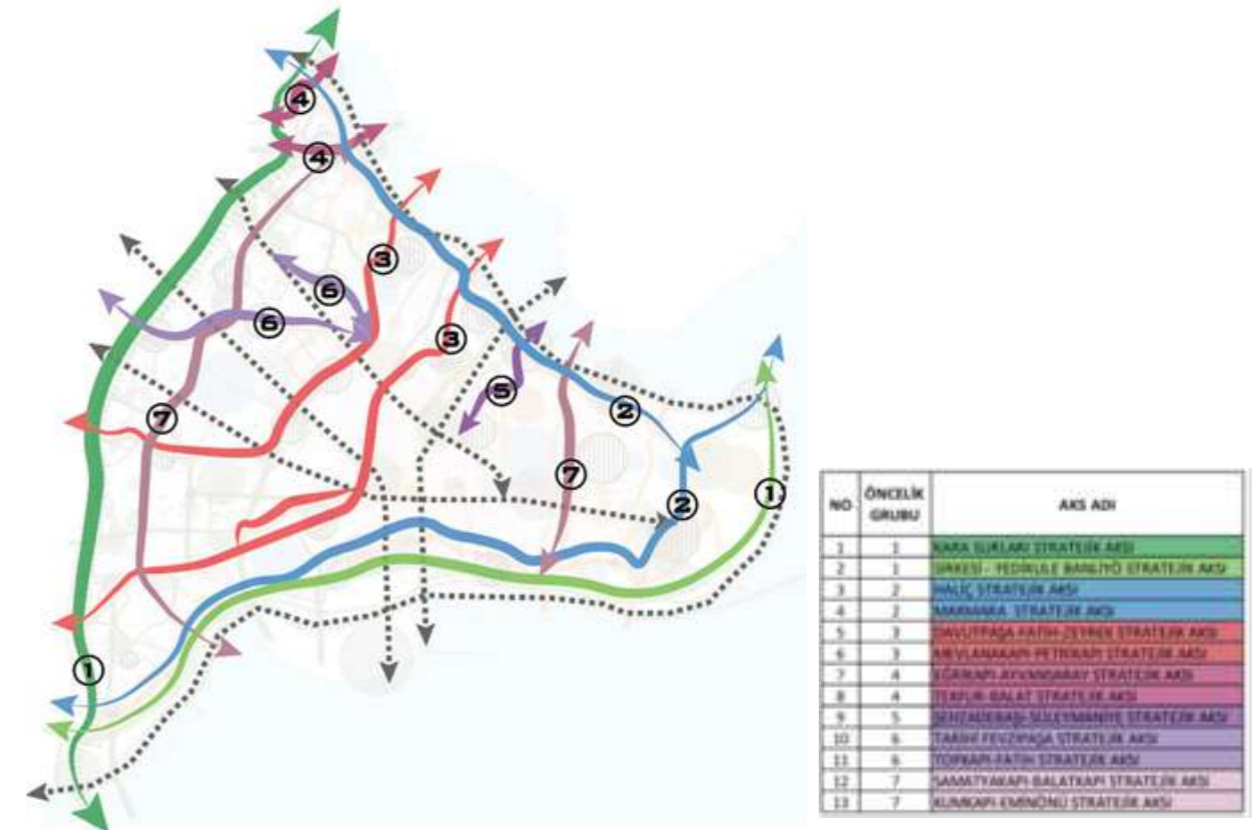 4
4
3
6
6
3
5
2
7
7
2
1
1
NO ÖNCELİK GRUBU AKS ADI
1 1 KARA SURLARI STRATEJİK AKSI
2 1 SİRKECİ - YEDİKULE BANLİYÖ STRATEJİK AKSI
3 2 HALİÇ STRATEJİK AKSI
4 2 MARMARA STRATEJİK AKSI
5 3 DAVUTPAŞA-FATİH-ZEYREK STRATEJİK AKSI
6 3 MEVLANAKAPI-PETRİKAPI STRATEJİK AKSI
7 4 EĞRİKAPI-AYVANSARAY STRATEJİK AKSI
8 4 TEKFUR-BALAT STRATEJİK AKSI
9 5 ŞEHZADEBAŞI-SÜLEYMANİYE STRATEJİK AKSI
10 6 TARİHİ FEVZİPAŞA STRATEJİK AKSI
11 6 TOPKAPI-FATİH STRATEJİK AKSI
12 7 SAMATYAKAPI-BALATKAPI STRATEJİK AKSI
13 7 KUMKAPI-EMİNÖNÜ STRATEJİK AKSI